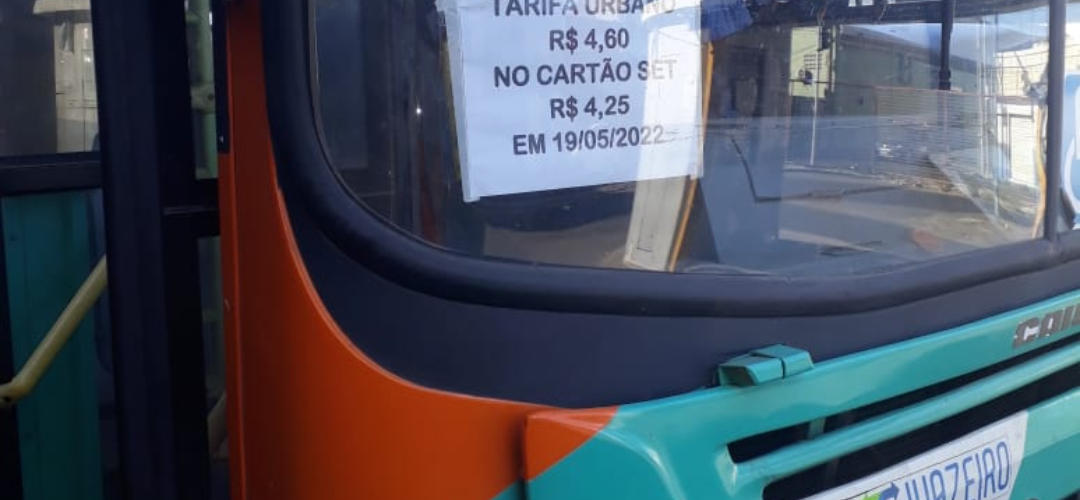 TARIFA URBANO
R$ 4,60
NO CARTÃO SET
R$ 4,25
EM 19/05/2022
JUAZEIRO